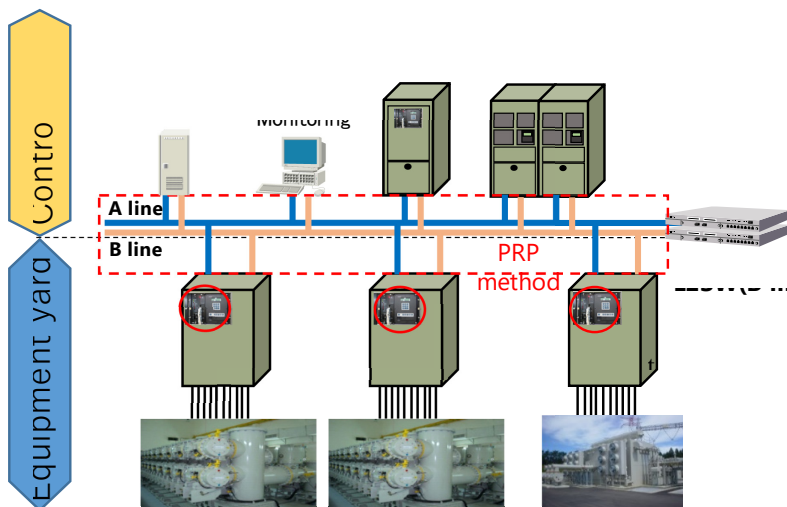 Contro
Monitoring
A line
B line
PRP
method
t
Equipment yard